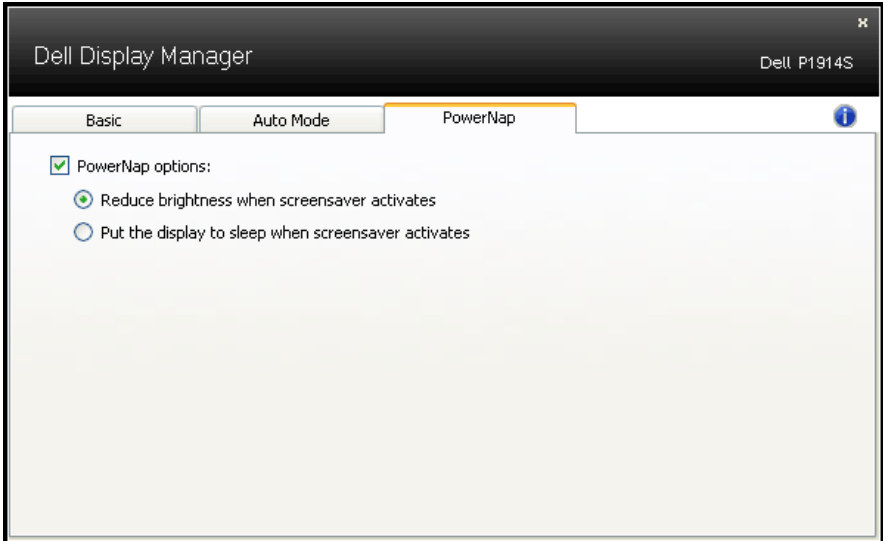 x
Dell Display Manager
Dell P1914S
Basic Auto Mode PowerNap i
PowerNap options:
Reduce brightness when screensaver activates
Put the display to sleep when screensaver activates